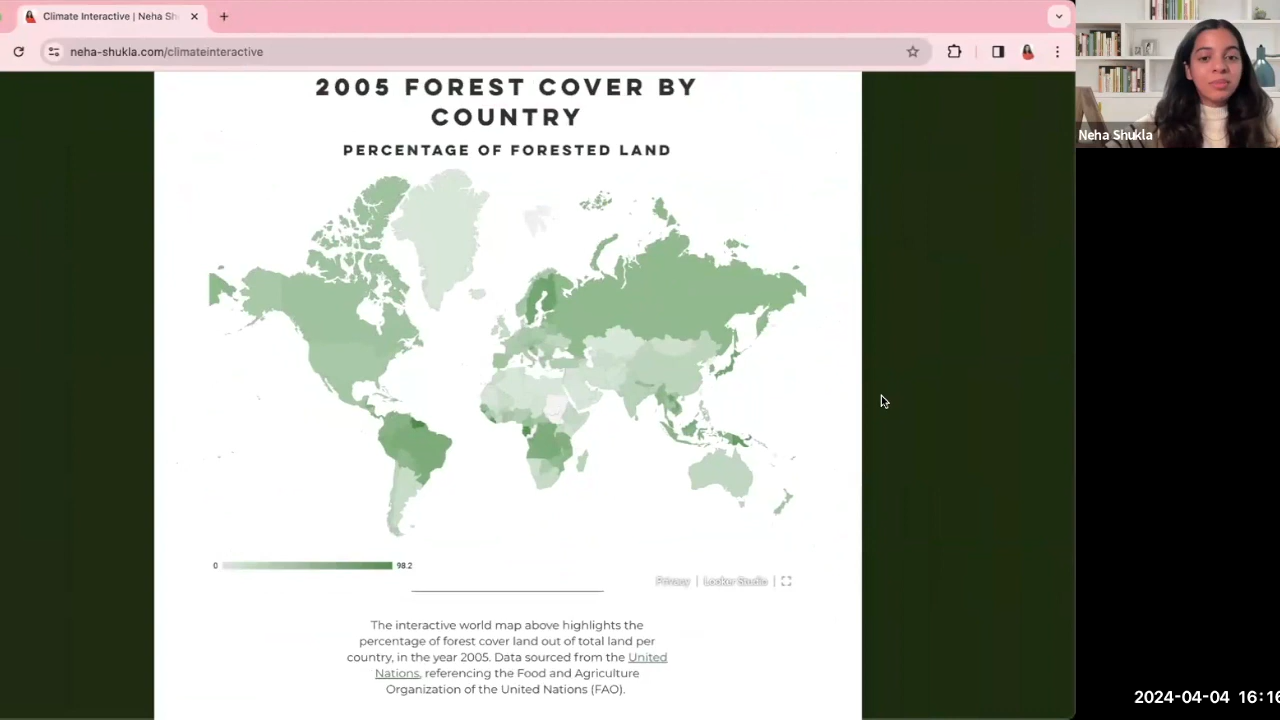 Climate Interactive | Neha Sh
neha-shukla.com/climateinteractive
Neha Shukla
2005 FOREST COVER BY
COUNTRY
PERCENTAGE OF FORESTED LAND
0
98.2
Privacy | Looker Studio |
The interactive world map above highlights the
percentage of forest cover land out of total land per
country, in the year 2005. Data sourced from the United
Nations, referencing the Food and Agriculture
Organization of the United Nations (FAO).
2024-04-04 16:16